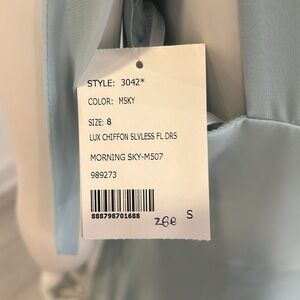 STYLE: 3042*
COLOR: MSKY
SIZE: 8
LUX CHIFFON SLVLESS FL DRS
MORNING SKY-M507
989273
888798701688
S